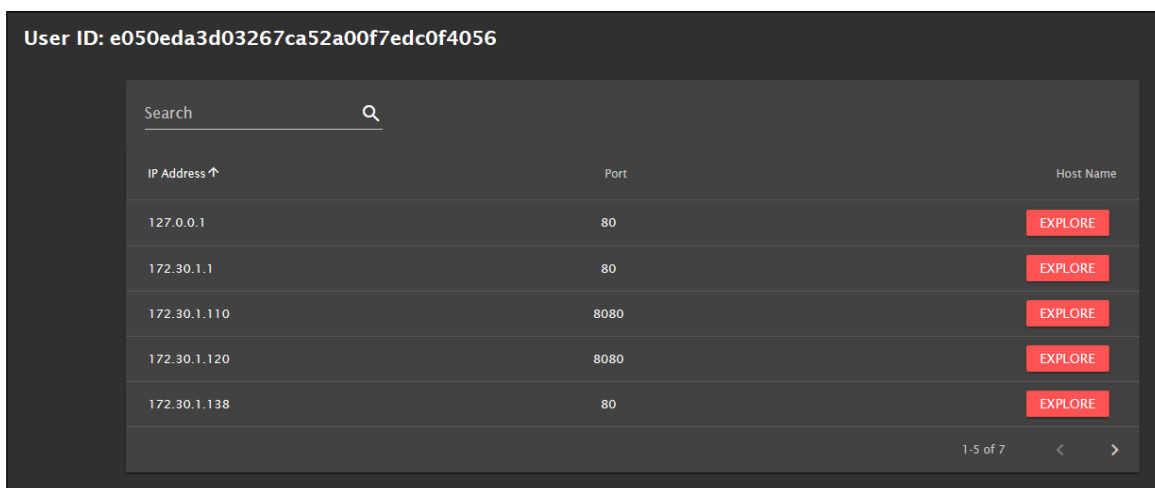 User ID: e050eda3d03267ca52a00f7edc0f4056
Search
IP Address Port Host Name
127.0.0.1 80 EXPLORE
172.30.1.1 80 EXPLORE
172.30.1.110 8080 EXPLORE
172.30.1.120 8080 EXPLORE
172.30.1.138 80 EXPLORE
1-5 of 7